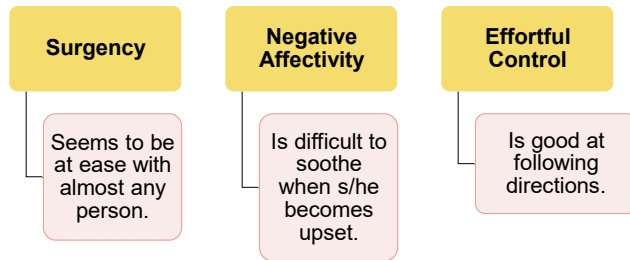 Surgency
Negative
Affectivity
Effortful
Control
Seems to be
at ease with
almost any
person.
Is difficult to
soothe
when s/he
becomes
upset.
Is good at
following
directions.